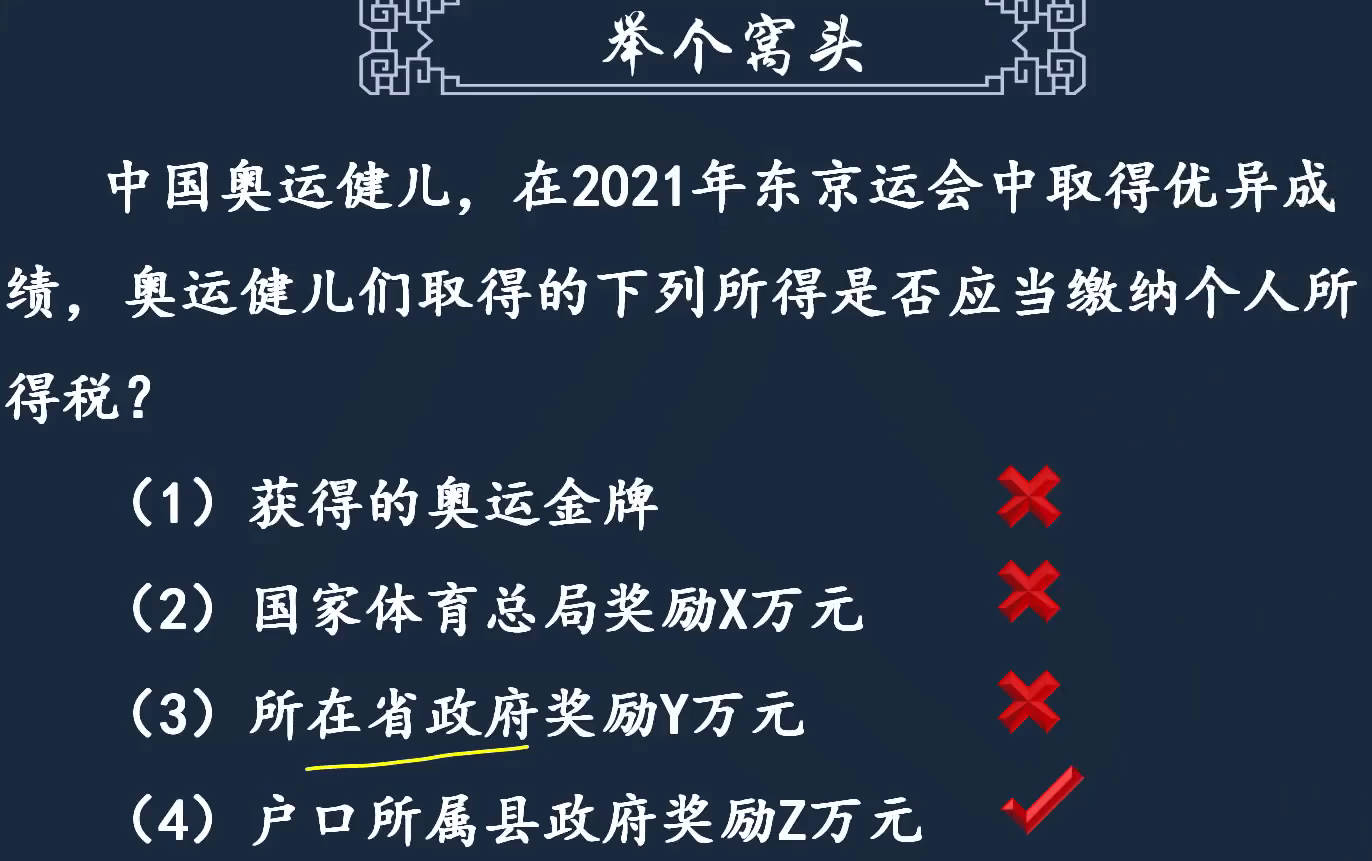 举个窝头
中国奥运健儿，在2021年东京运会中取得优异成
绩，奥运健儿们取得的下列所得是否应当缴纳个人所
得税？
（1）获得的奥运金牌
（2）国家体育总局奖励X万元
（3）所在省政府奖励Y万元
（4）户口所属县政府奖励Z万元